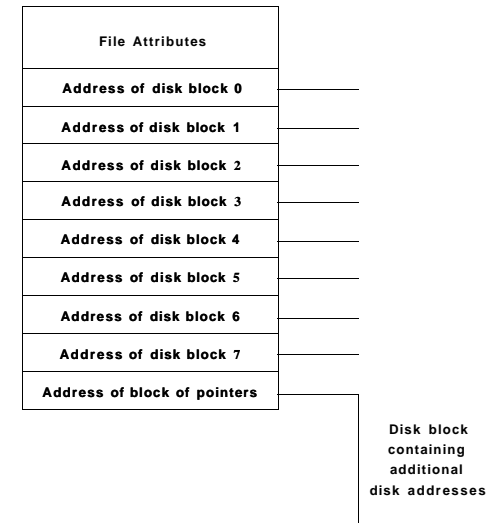 File Attributes
Address of disk block 0
Address of disk block 1
Address of disk block 2
Address of disk block 3
Address of disk block 4
Address of disk block 5
Address of disk block 6
Address of disk block 7
Address of block of pointers
Disk block
containing
additional
disk addresses